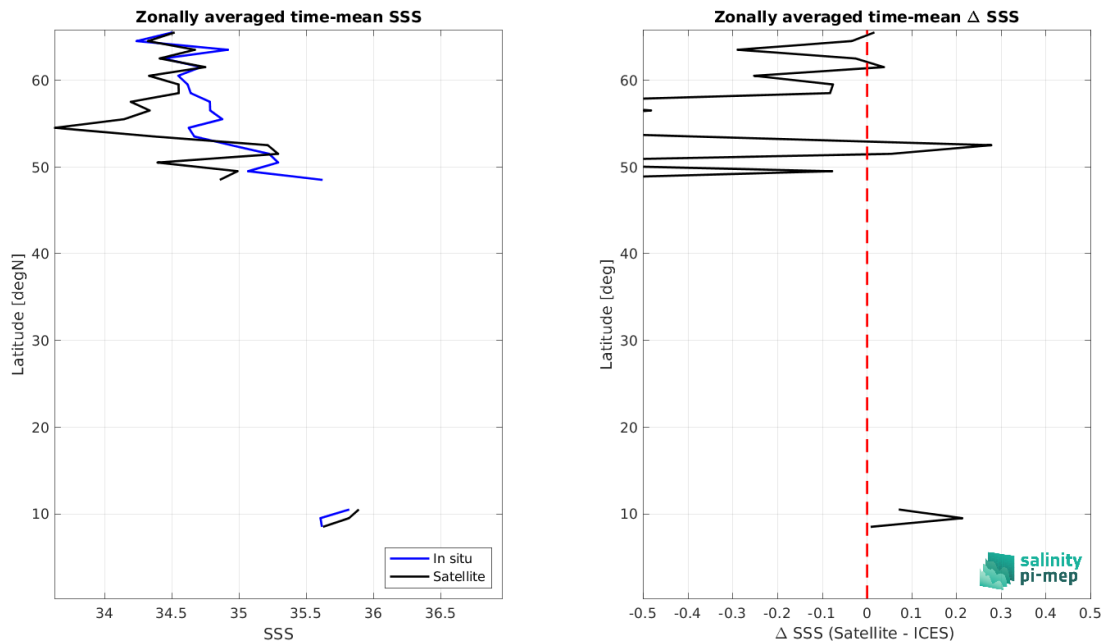 Zonally averaged time-mean SSS
60
50
40
30
20
10
Latitude [degN]
34
34.5
35
35.5
36
36.5
SSS
In situ
Satellite
Zonally averaged time-mean Δ SSS
60
50
40
30
20
10
Latitude [deg]
-0.5
-0.4
-0.3
-0.2
-0.1
0
0.1
0.2
0.3
0.4
0.5
Δ SSS (Satellite - ICES)
salinity
pi-mep